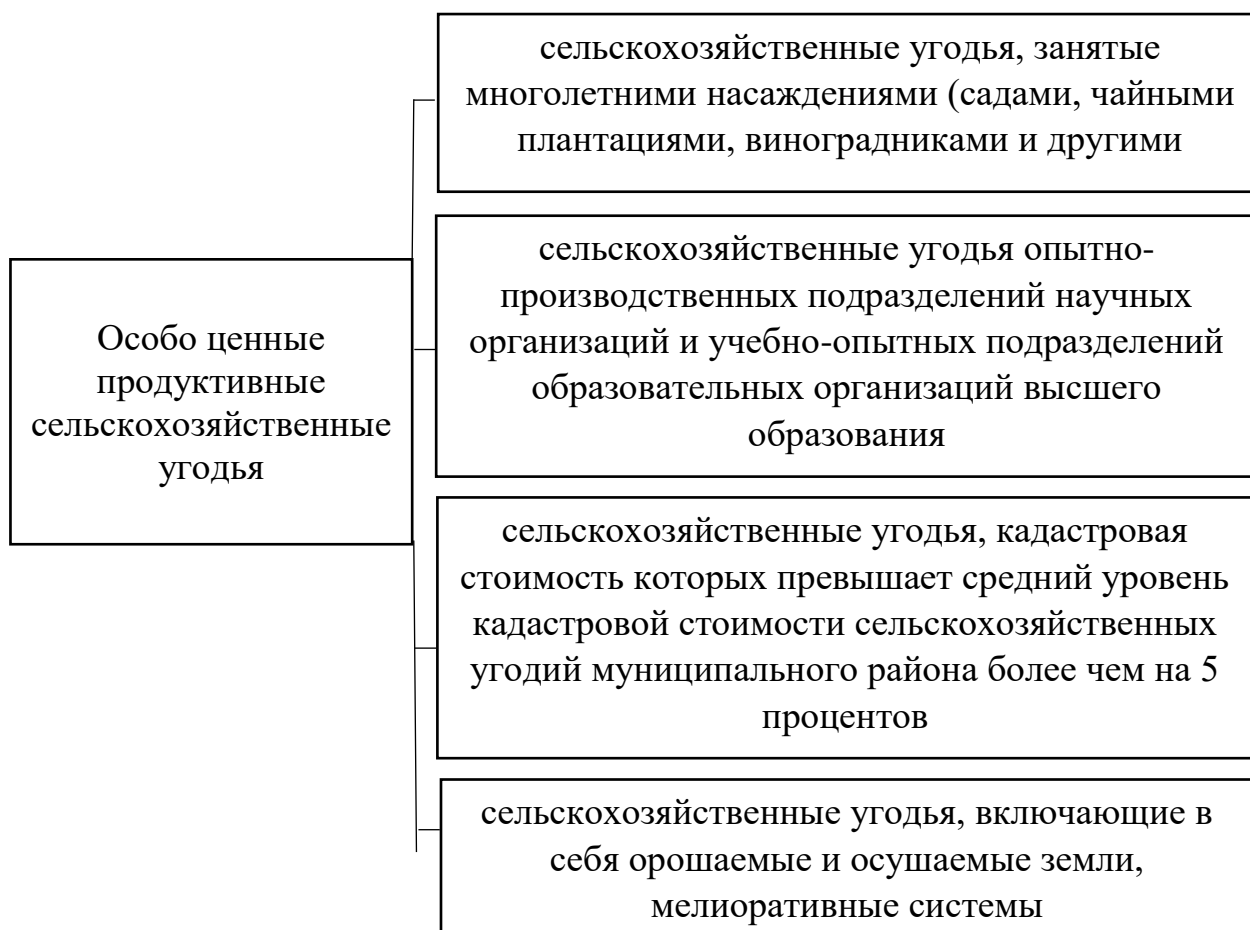 Особо ценные
продуктивные
сельскохозяйственные
угодья
сельскохозяйственные угодья, занятые
многолетними насаждениями (садами, чайными
плантациями, виноградниками и другими
сельскохозяйственные угодья опытно-
производственных подразделений научных
организаций и учебно-опытных подразделений
образовательных организаций высшего
образования
сельскохозяйственные угодья, кадастровая
стоимость которых превышает средний уровень
кадастровой стоимости сельскохозяйственных
угодий муниципального района более чем на 5
процентов
сельскохозяйственные угодья, включающие в
себя орошаемые и осушаемые земли,
мелиоративные системы